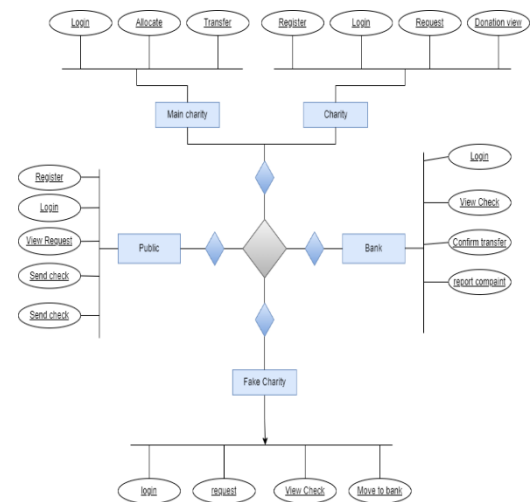 Login
Allocate
Transfer
Register
Login
Request
Donation view
Main charity
Charity
Register
Login
View Request
Send check
Send check
Public
Bank
Login
View Check
Confirm transfer
report compaint
Fake Charity
login
request
View Check
Move to bank